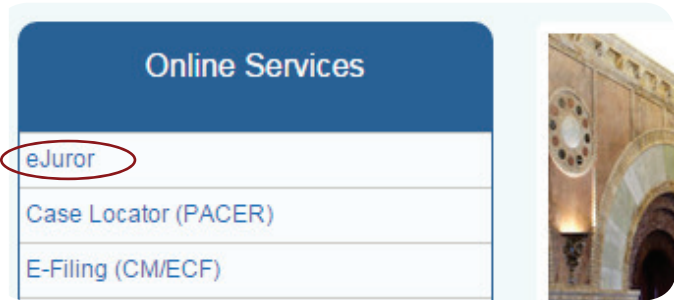 Online Services
eJuror
Case Locator (PACER)
E-Filing (CM/ECF)